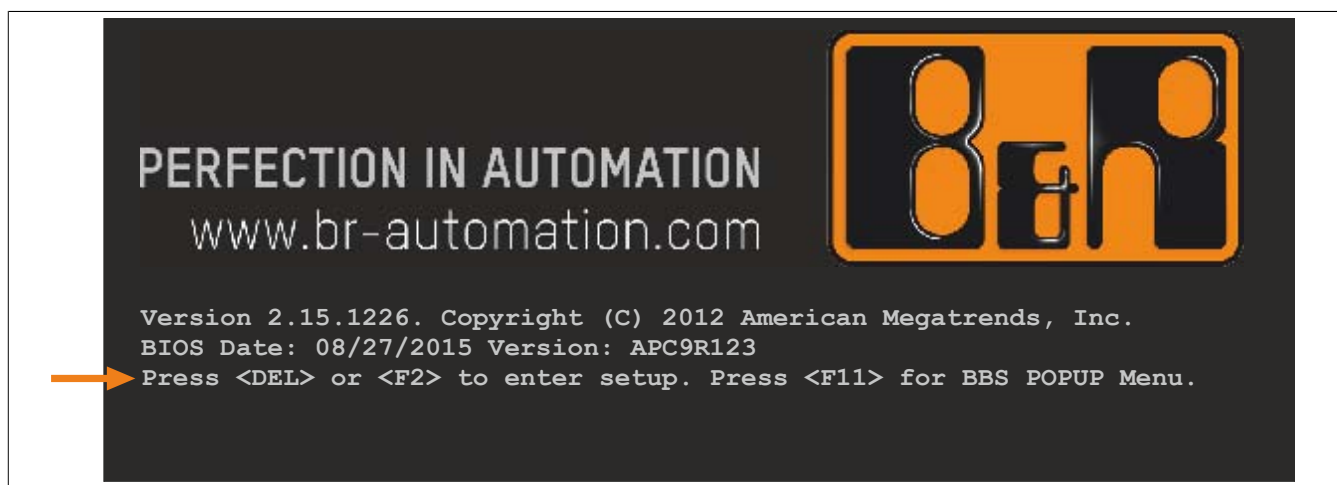 PERFECTION IN AUTOMATION
www.br-automation.com
B&R
Version 2.15.1226. Copyright (C) 2012 American Megatrends, Inc.
BIOS Date: 08/27/2015 Version: APC9R123
Press <DEL> or <F2> to enter setup. Press <F11> for BBS POPUP Menu.